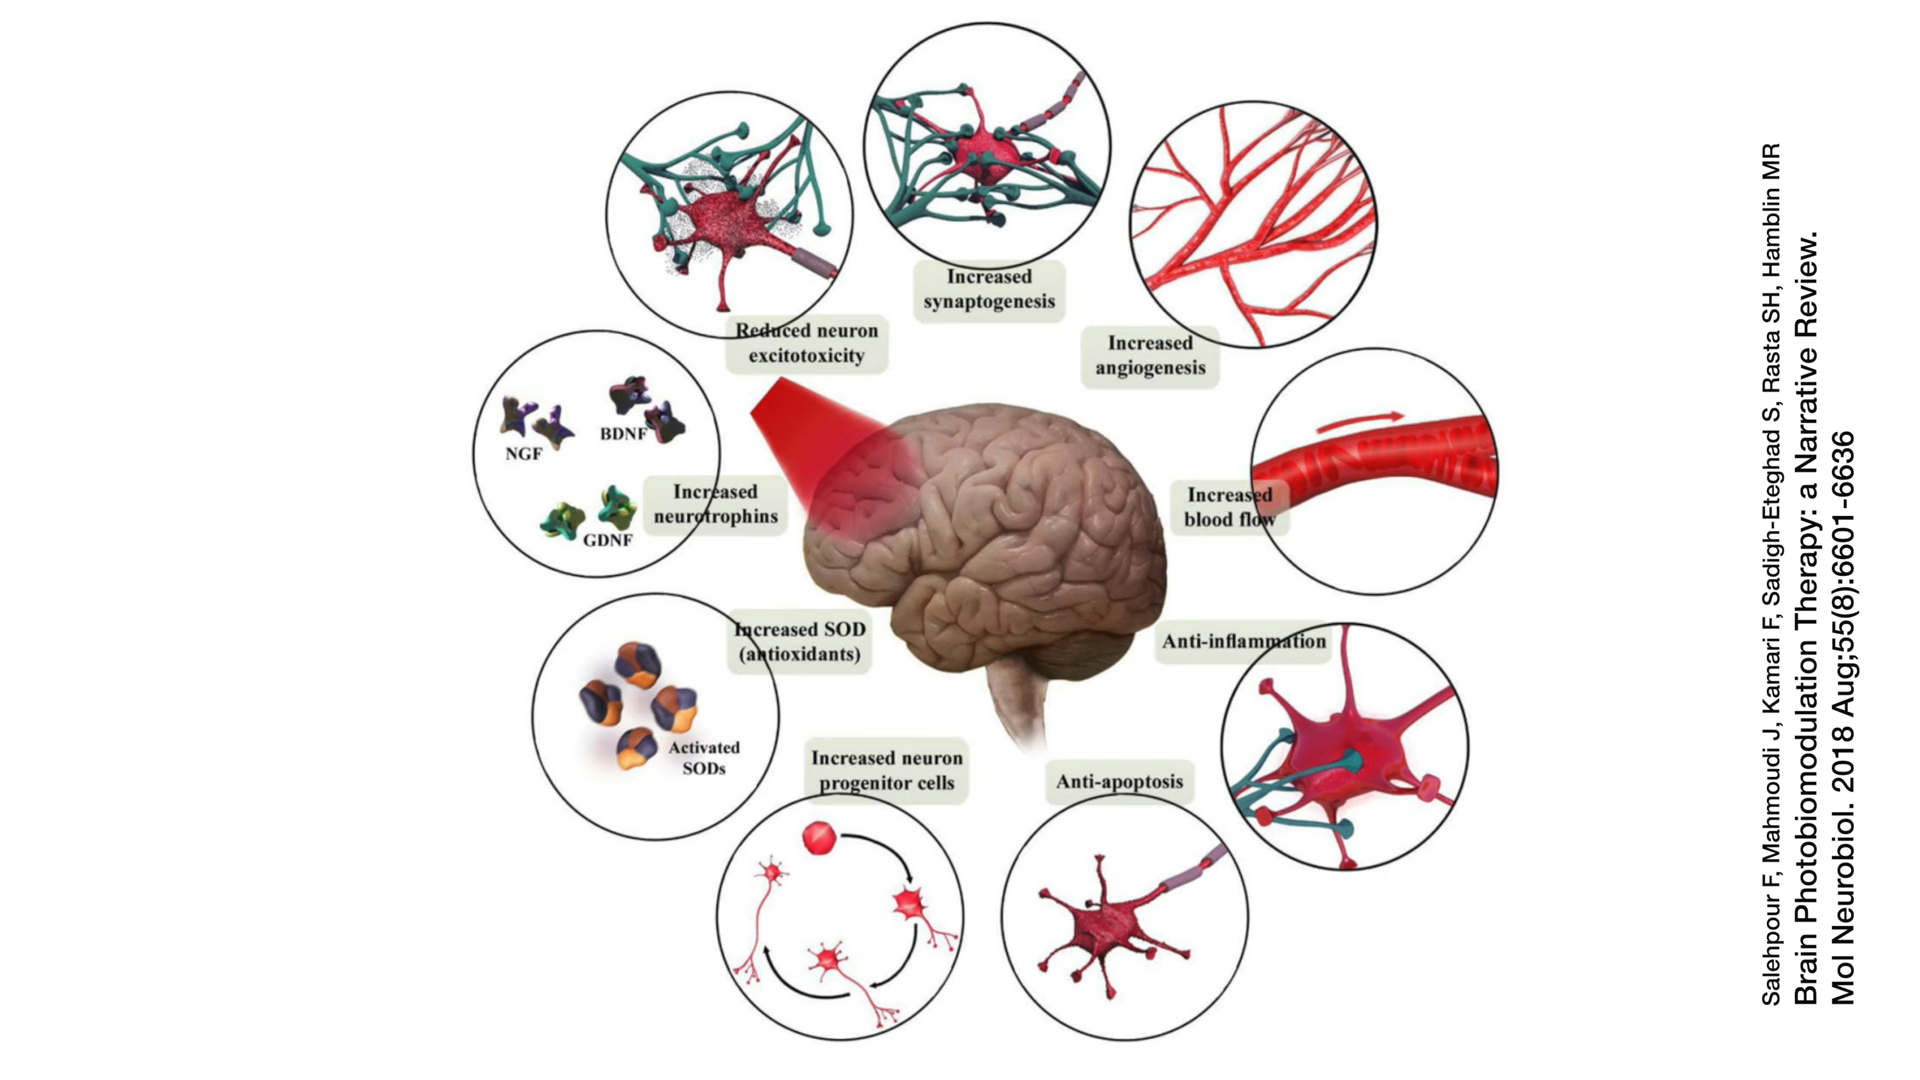 Increased
synaptogenesis
Reduced neuron
excitotoxicity
Increased
angiogenesis
NGF
BDNF
GDNF
Increased
neurotrophins
Increased
blood flow
Increased SOD
(antioxidants)
Activated
SODs
Anti-inflammation
Increased neuron
progenitor cells
Anti-apoptosis
Salehpour F, Mahmoudi J, Kamari F, Sadigh-Eteghad S, Rasta SH, Hamblin MR
Brain Photobiomodulation Therapy: a Narrative Review.
Mol Neurobiol. 2018 Aug;55(8):6601-6636